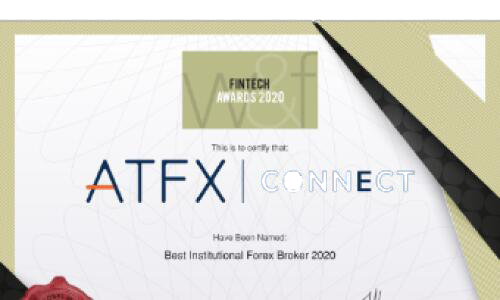 w&f
FINTECH
AWARDS 2020
This is to certify that:
ATFX | CONNECT
Have Been Named:
Best Institutional Forex Broker 2020